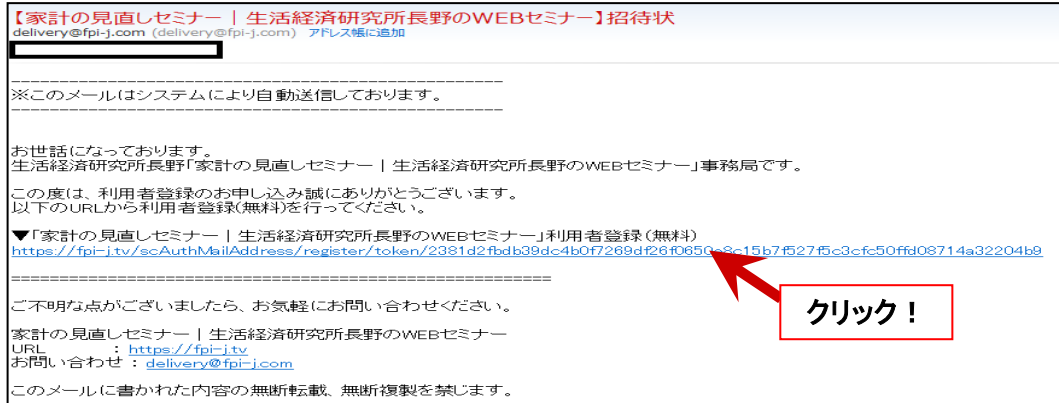 【家計の見直しセミナー｜生活経済研究所長野のWEBセミナー】招待状
delivery@fpi-j.com (delivery@fpi-j.com) アドレス帳に追加
--------------------------------------------------
※このメールはシステムにより自動送信しております。
--------------------------------------------------
お世話になっております。
生活経済研究所長野「家計の見直しセミナー｜生活経済研究所長野のWEBセミナー」事務局です。
この度は、利用者登録のお申し込み誠にありがとうございます。
以下のURLから利用者登録(無料)を行ってください。
▼「家計の見直しセミナー｜生活経済研究所長野のWEBセミナー」利用者登録(無料)
https://fpi-j.tv/scAuthMailAddress/register/token/2381d2fbdb39dc4b0f7269df26f0650e8c15b7f527f5c3cfc50ffd08714a32204b9
=======================================================
ご不明な点がございましたら、お気軽にお問い合わせください。
クリック！
家計の見直しセミナー｜生活経済研究所長野のWEBセミナー
URL : https://fpi-j.tv
お問い合わせ : delivery@fpi-j.com
このメールに書かれた内容の無断転載、無断複製を禁じます。